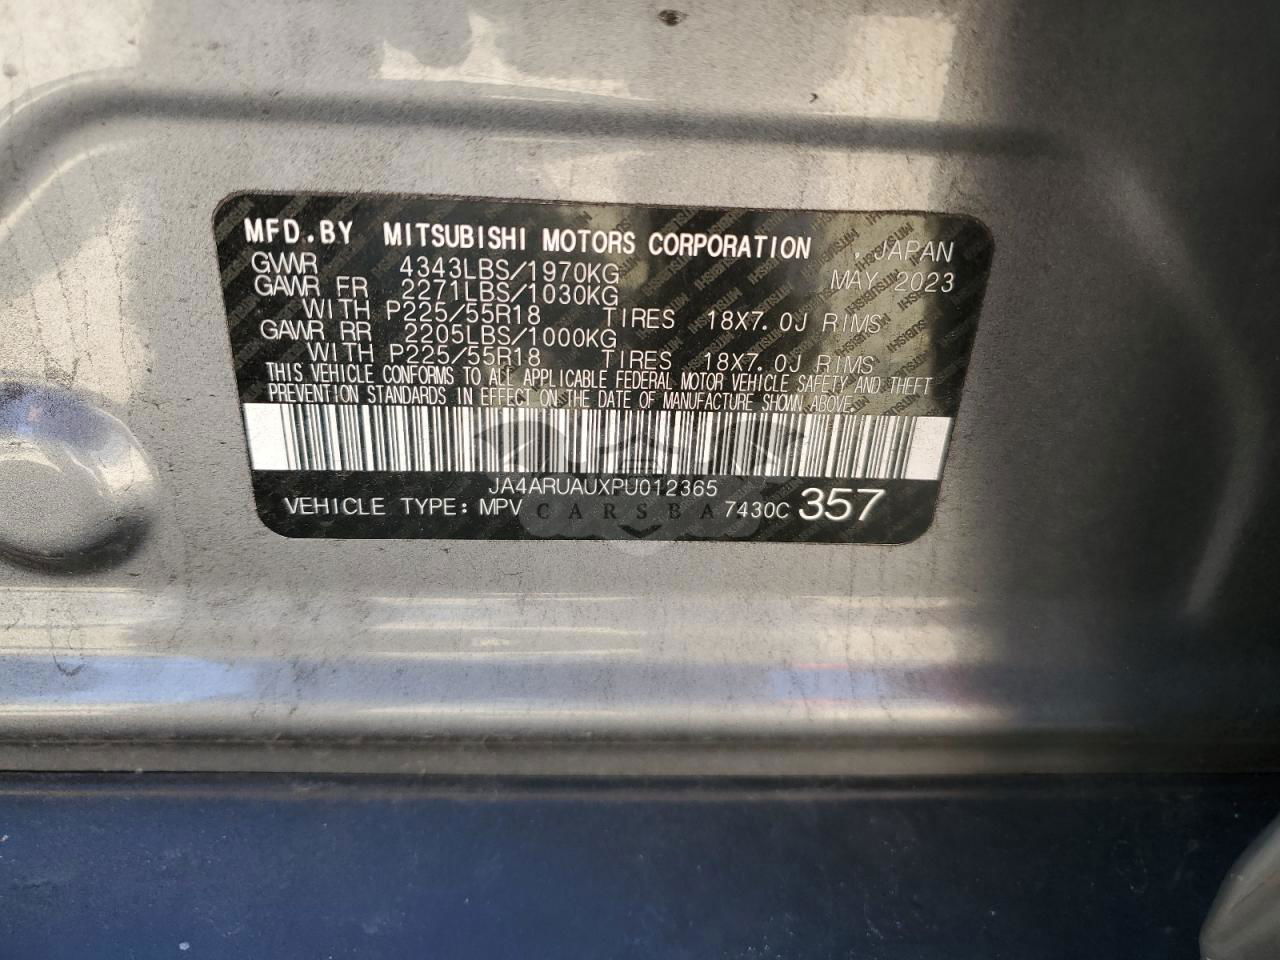 MFD.BY MITSUBISHI MOTORS CORPORATION , JAPAN
GVWR 4343LBS/1970KG MAY 2023
GAWR FR 2271LBS/1030KG
WITH P225/55R18 TIRES 18X7.0J RIMS
GAWR RR 2205LBS/1000KG
WITH P225/55R18 TIRES 18X7.0J RIMS
THIS VEHICLE CONFORMS TO ALL APPLICABLE FEDERAL MOTOR VEHICLE SAFETY AND THEFT
PREVENTION STANDARDS IN EFFECT ON THE DATE OF MANUFACTURE SHOWN ABOVE.
JA4ARUAUXPU012365
VEHICLE TYPE: MPV 7430C 357